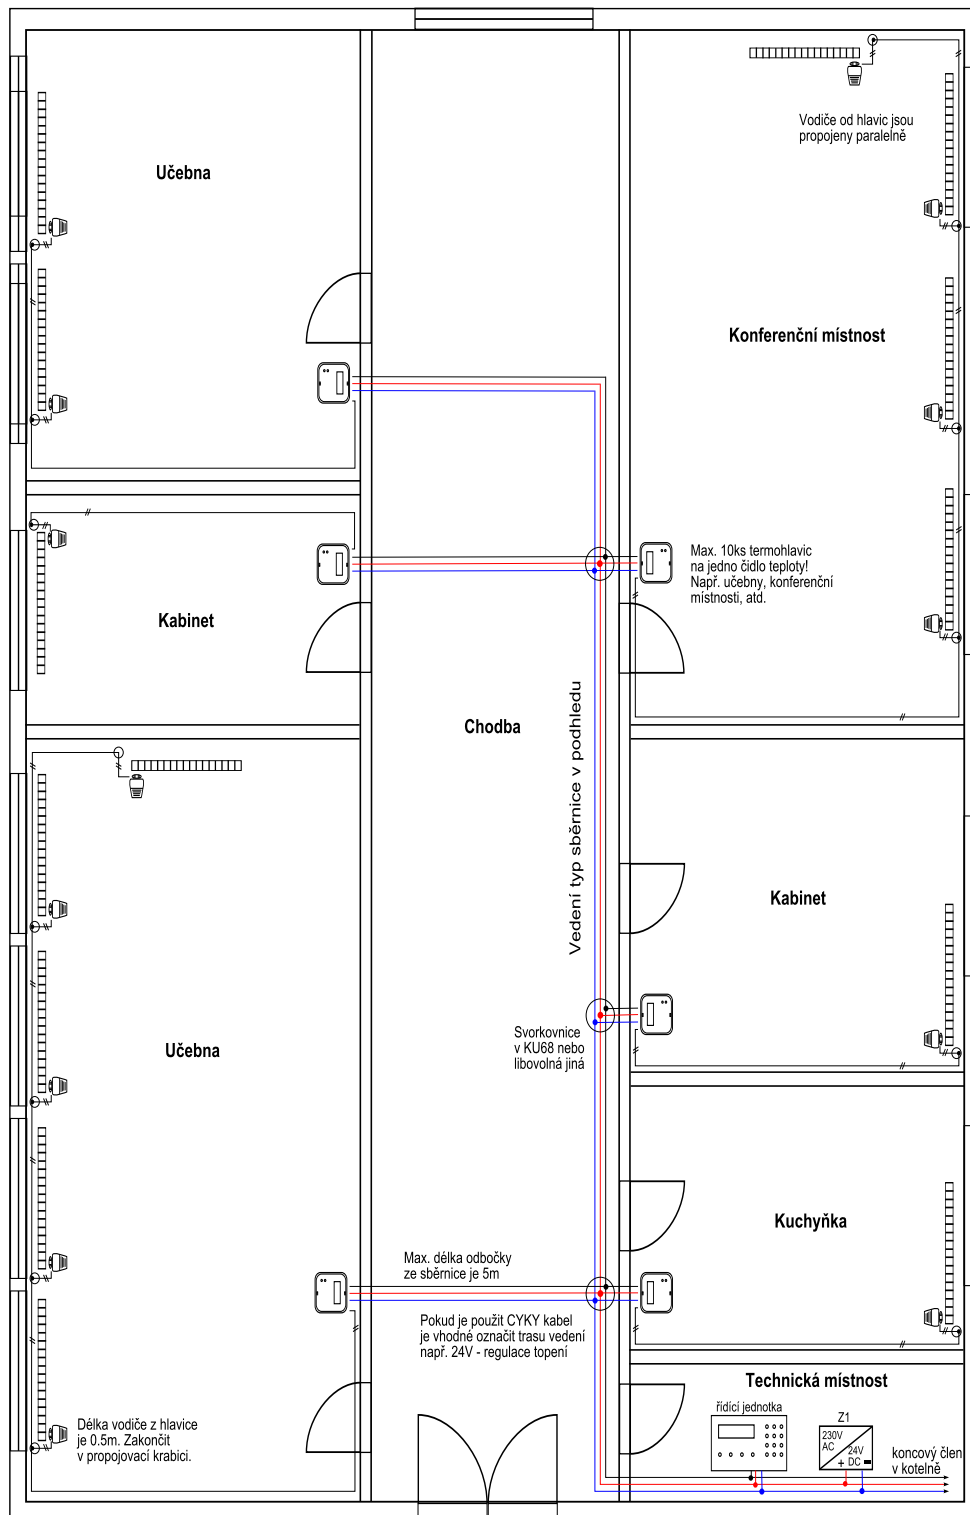 Vodiče od hlavic jsou
propojeny paralelně
Učebna
Konferenční místnost
Max. 10ks termohlavic
na jedno čidlo teploty!
Např. učebny, konferenční
místnosti, atd.
Kabinet
Chodba
Vedení typ sběrnice v podhledu
Kabinet
Učebna
Svorkovnice
v KU68 nebo
libovolná jiná
Kuchyňka
Max. délka odbočky
ze sběrnice je 5m
Pokud je použit CYKY kabel
je vhodné označit trasu vedení
např. 24V - regulace topení
Technická místnost
řídící jednotka
Z1
230V
AC
24V
+ DC
Délka vodiče z hlavice
je 0.5m. Zakončit
v propojovací krabici.
koncový člen
v kotelně